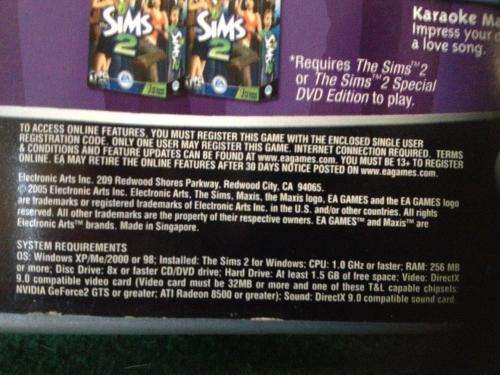 THE SIMS 2
THE SIMS 2
Karaoke M
Impress your
a love song.
*Requires The Sims™ 2
or The Sims™ 2 Special
DVD Edition to play.
TO ACCESS ONLINE FEATURES, YOU MUST REGISTER THIS GAME WITH THE ENCLOSED SINGLE USER
REGISTRATION CODE. ONLY ONE USER MAY REGISTER THIS GAME. INTERNET CONNECTION REQUIRED. TERMS
& CONDITIONS AND FEATURE UPDATES CAN BE FOUND AT www.eagames.com. YOU MUST BE 13+ TO REGISTER
ONLINE. EA MAY RETIRE THE ONLINE FEATURES AFTER 30 DAYS NOTICE POSTED ON www.eagames.com.
Electronic Arts Inc. 209 Redwood Shores Parkway, Redwood City, CA 94065.
© 2005 Electronic Arts Inc. Electronic Arts, The Sims, Maxis, the Maxis logo, EA GAMES and the EA GAMES logo
are trademarks or registered trademarks of Electronic Arts Inc. in the U.S. and/or other countries. All rights
reserved. All other trademarks are the property of their respective owners. EA GAMES™ and Maxis™ are
Electronic Arts™ brands. Made in Singapore.
SYSTEM REQUIREMENTS
OS: Windows XP/Me/2000 or 98; Installed: The Sims 2 for Windows; CPU: 1.0 GHz or faster; RAM: 256 MB
or more; Disc Drive: 8x or faster CD/DVD drive; Hard Drive: At least 1.5 GB of free space; Video: DirectX
9.0 compatible video card (Video card must be 32MB or more and one of these T&L capable chipsets:
NVIDIA GeForce2 GTS or greater; ATI Radeon 8500 or greater); Sound: DirectX 9.0 compatible sound card.